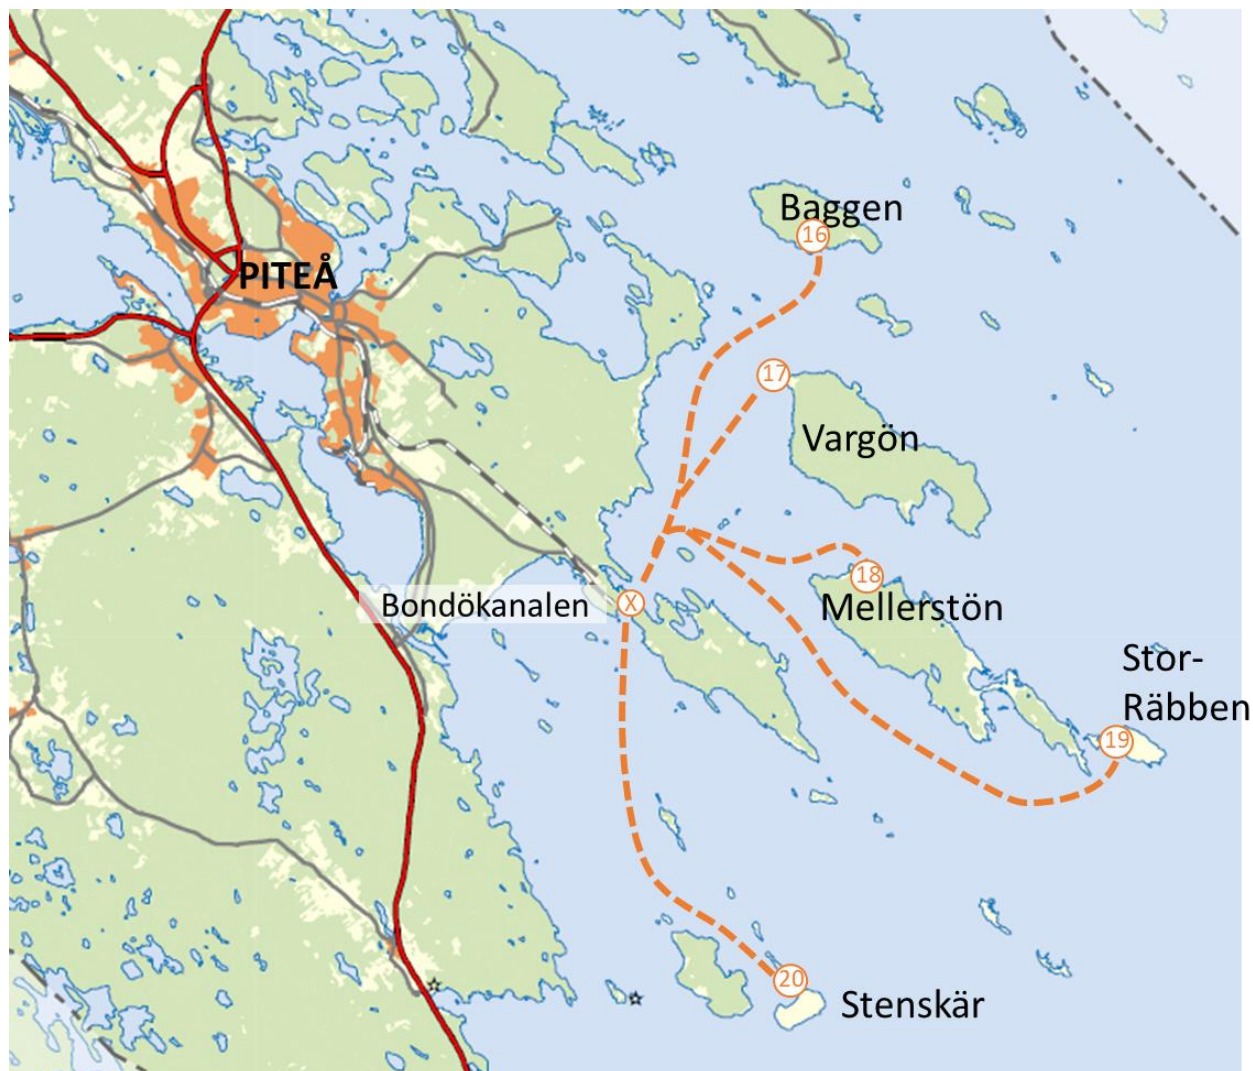 Baggen
16
PITEÅ
17
Vargön
18
Bondökanalen
X
Mellerstön
Stor-
Räbben
19
20
Stenskär